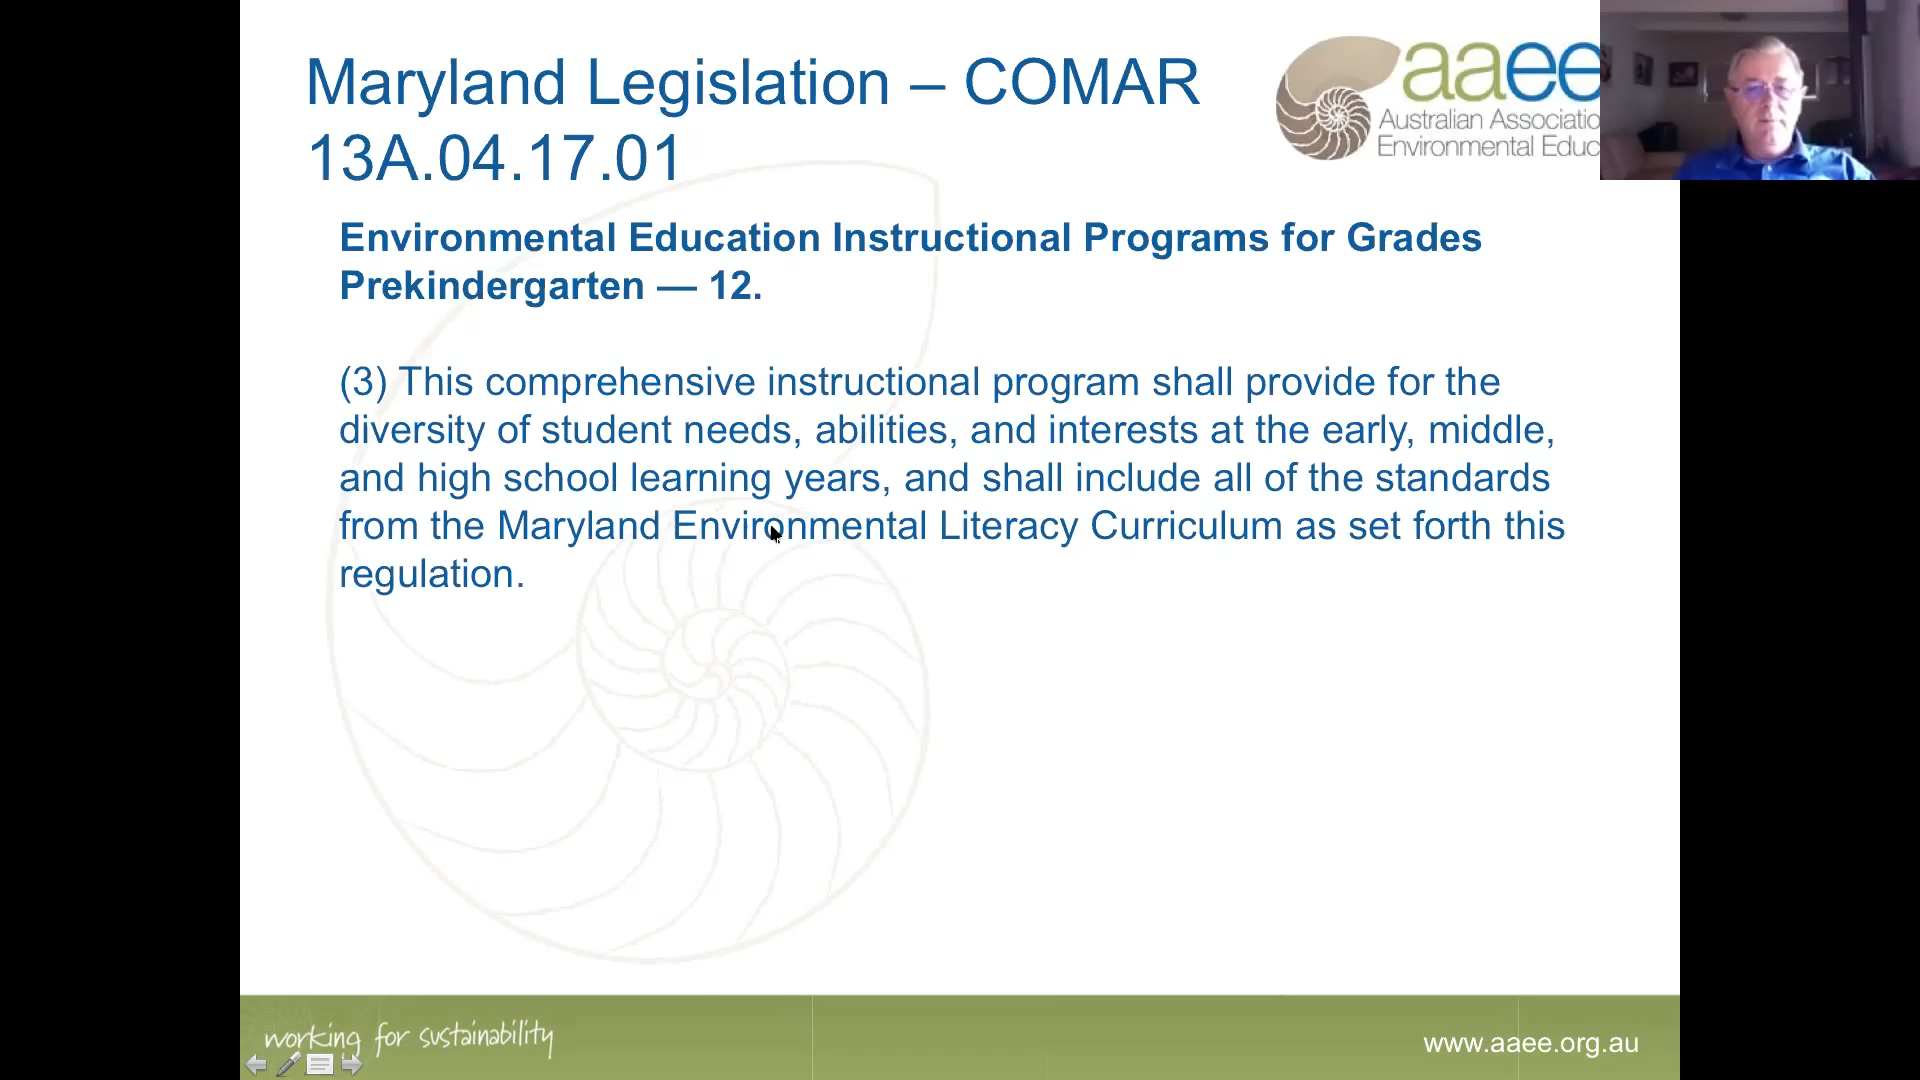 Maryland Legislation – COMAR
13A.04.17.01
aaee
Australian Associatio
Environmental Educ
Environmental Education Instructional Programs for Grades
Prekindergarten — 12.
(3) This comprehensive instructional program shall provide for the
diversity of student needs, abilities, and interests at the early, middle,
and high school learning years, and shall include all of the standards
from the Maryland Environmental Literacy Curriculum as set forth this
regulation.
working for sustainability
www.aaee.org.au